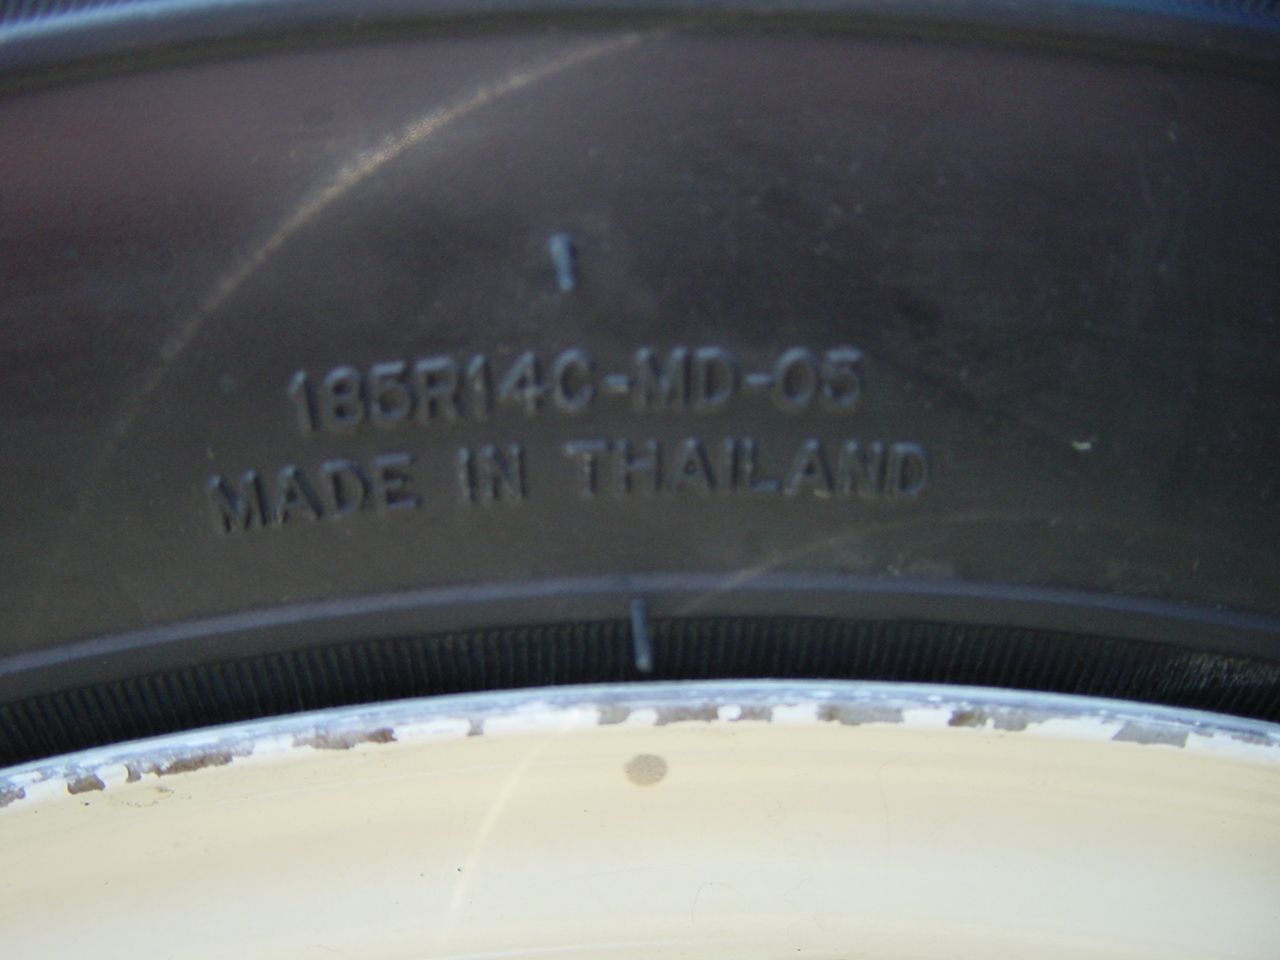 185R14C-MD-05
MADE IN THAILAND